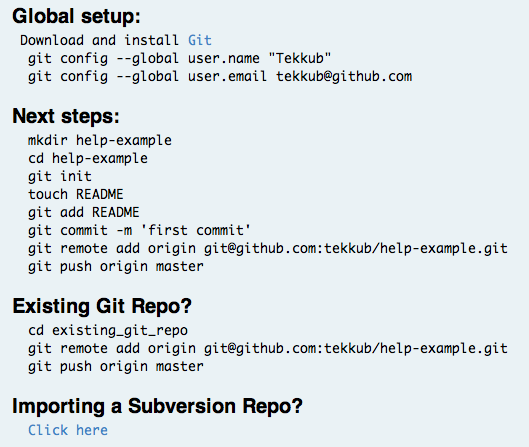 Global setup:
Download and install Git
git config --global user.name "Tekkub"
git config --global user.email tekkub@github.com
Next steps:
mkdir help-example
cd help-example
git init
touch README
git add README
git commit -m 'first commit'
git remote add origin git@github.com:tekkub/help-example.git
git push origin master
Existing Git Repo?
cd existing_git_repo
git remote add origin git@github.com:tekkub/help-example.git
git push origin master
Importing a Subversion Repo?
Click here